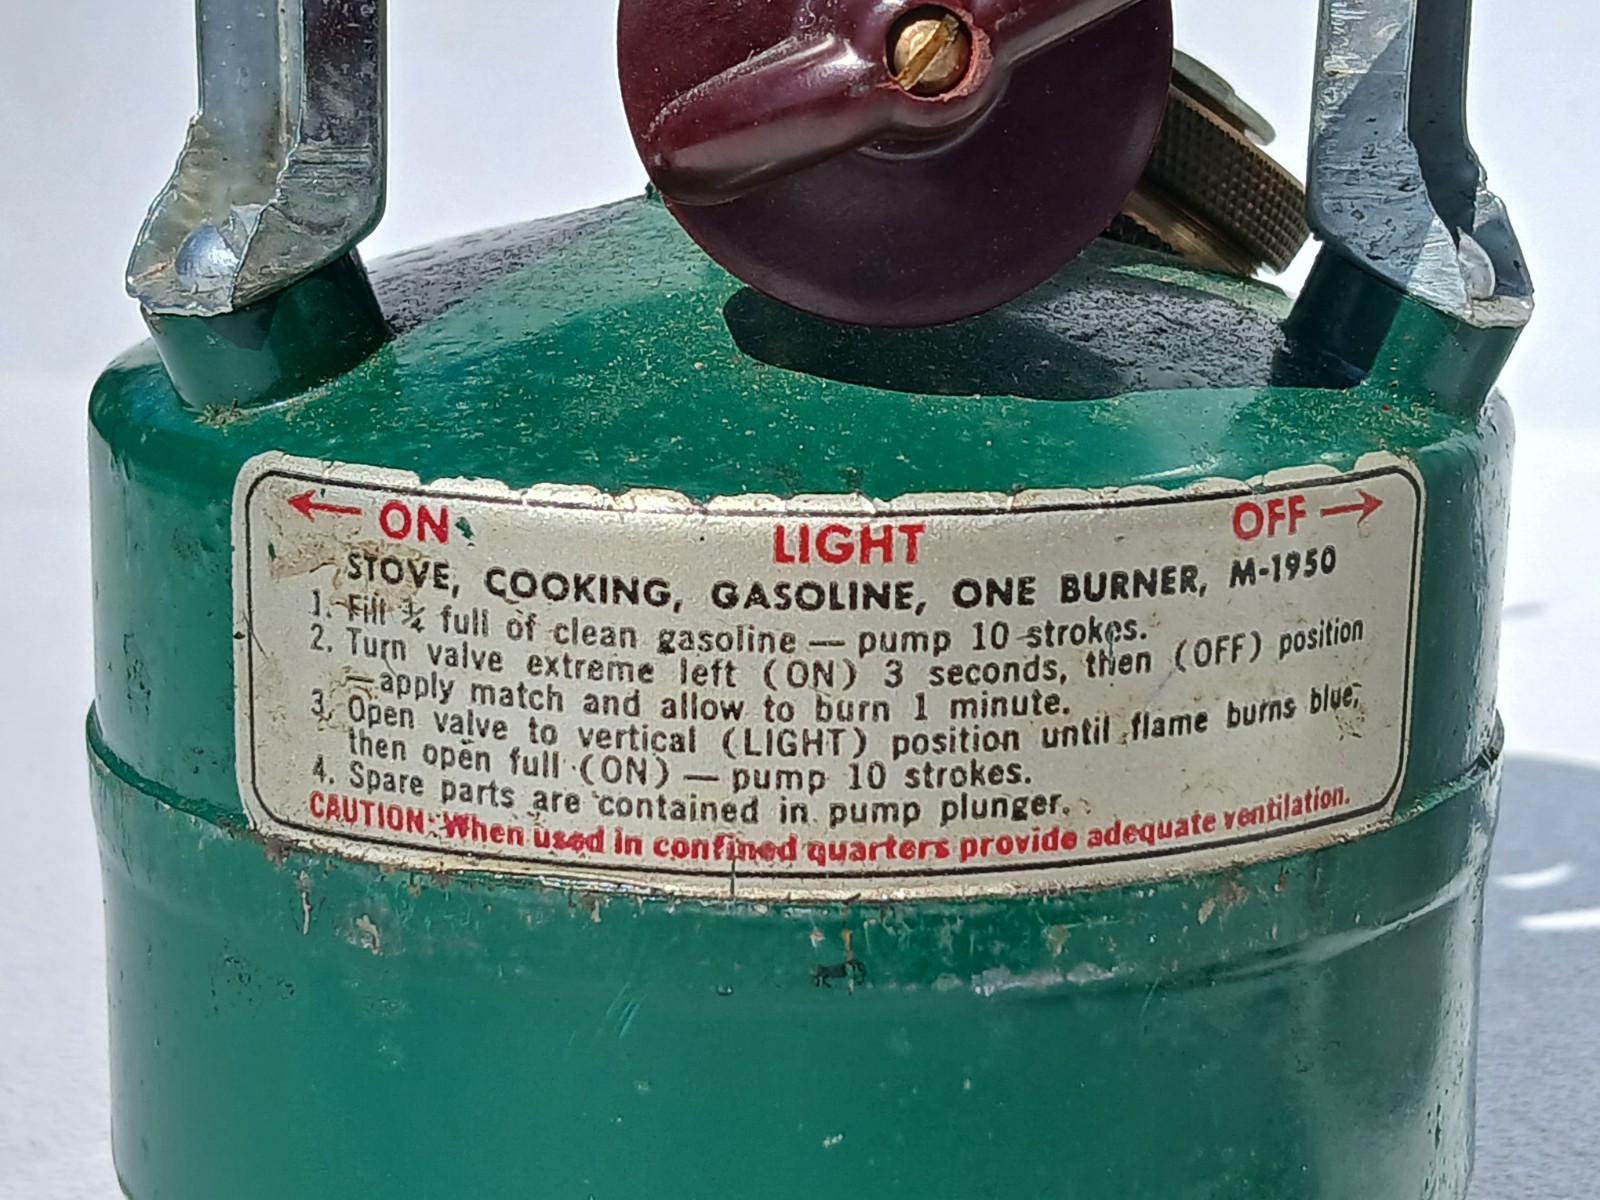 ← ON LIGHT OFF →
STOVE, COOKING, GASOLINE, ONE BURNER, M-1950
1. Fill ¾ full of clean gasoline — pump 10 strokes.
2. Turn valve extreme left (ON) 3 seconds, then (OFF) position
—apply match and allow to burn 1 minute.
3. Open valve to vertical (LIGHT) position until flame burns blue,
then open full (ON) — pump 10 strokes.
4. Spare parts are contained in pump plunger.
CAUTION: When used in confined quarters provide adequate ventilation.